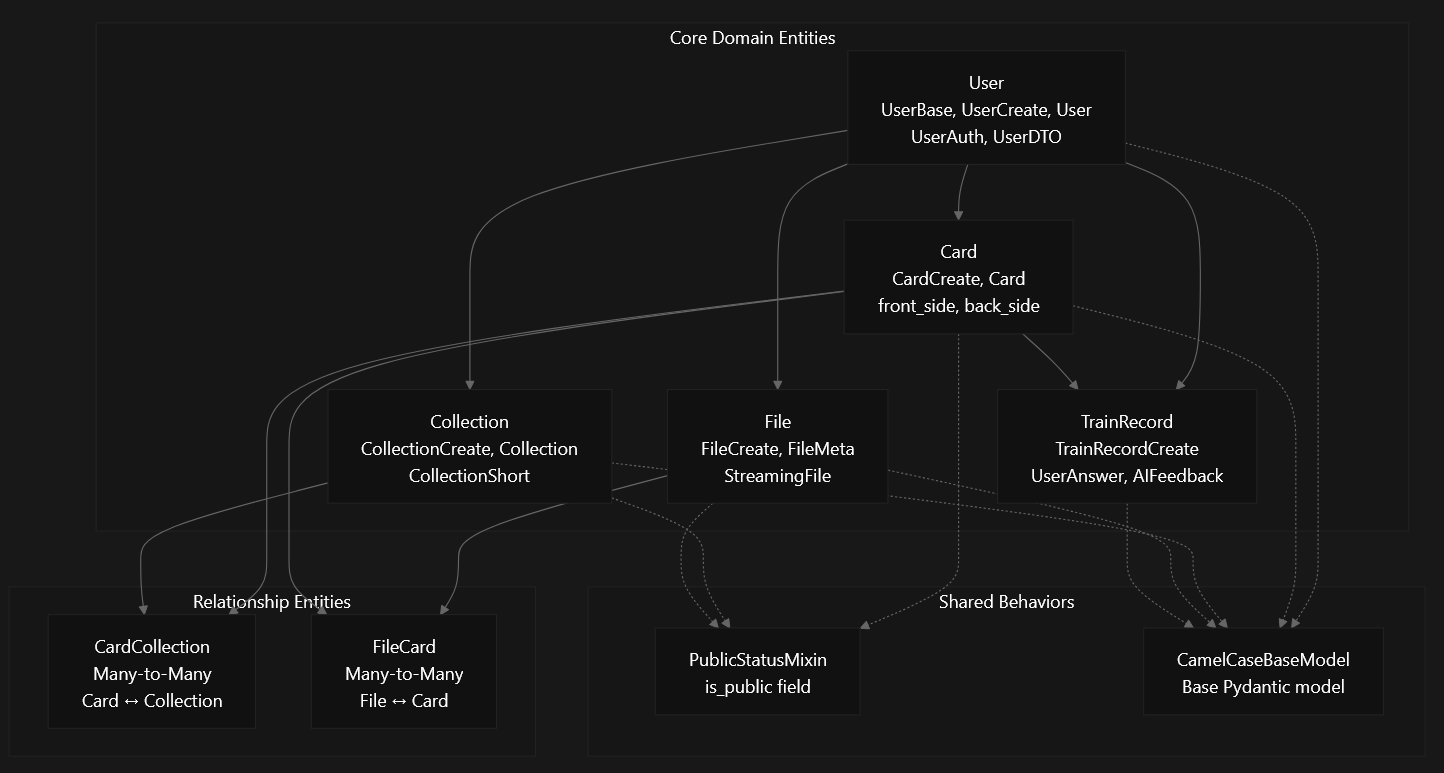 Core Domain Entities
User
UserBase, UserCreate, User
UserAuth, UserDTO
Card
CardCreate, Card
front_side, back_side
Collection
CollectionCreate, Collection
CollectionShort
File
FileCreate, FileMeta
StreamingFile
TrainRecord
TrainRecordCreate
UserAnswer, AIFeedback
Relationship Entities
CardCollection
Many-to-Many
Card ↔ Collection
FileCard
Many-to-Many
File ↔ Card
Shared Behaviors
PublicStatusMixin
is_public field
CamelCaseBaseModel
Base Pydantic model